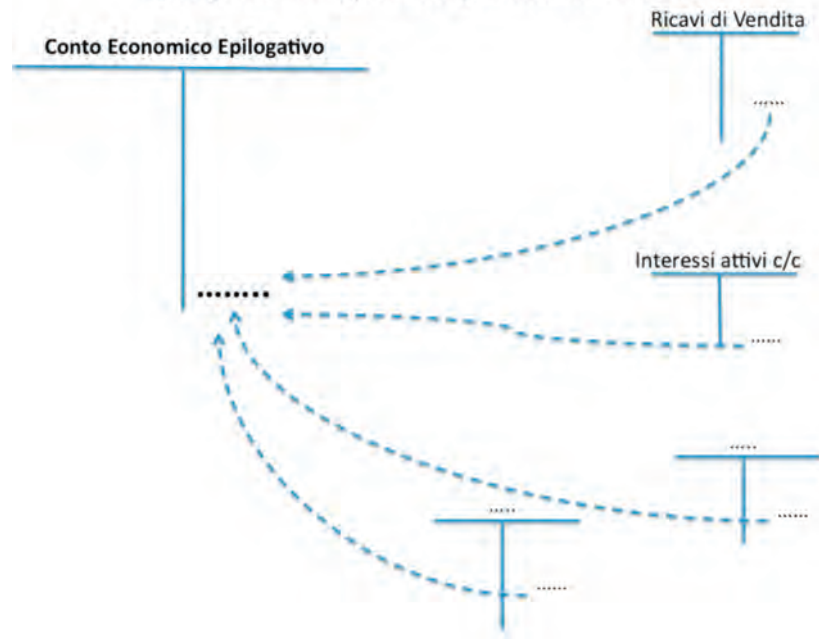 Ricavi di Vendita
Conto Economico Epilogativo
......
Interessi attivi c/c
........
......
.....
......
.....
......